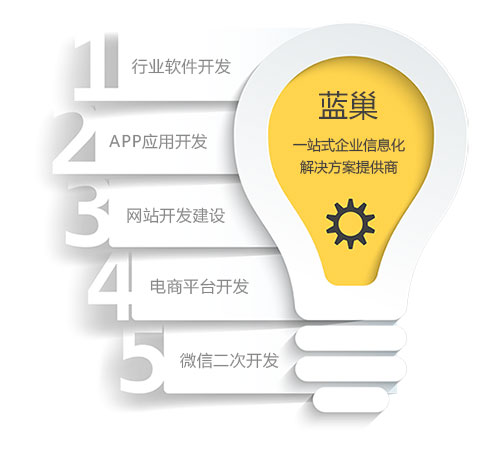 1 行业软件开发
2 APP应用开发
3 网站开发建设
4 电商平台开发
5 微信二次开发
蓝巢
一站式企业信息化
解决方案提供商